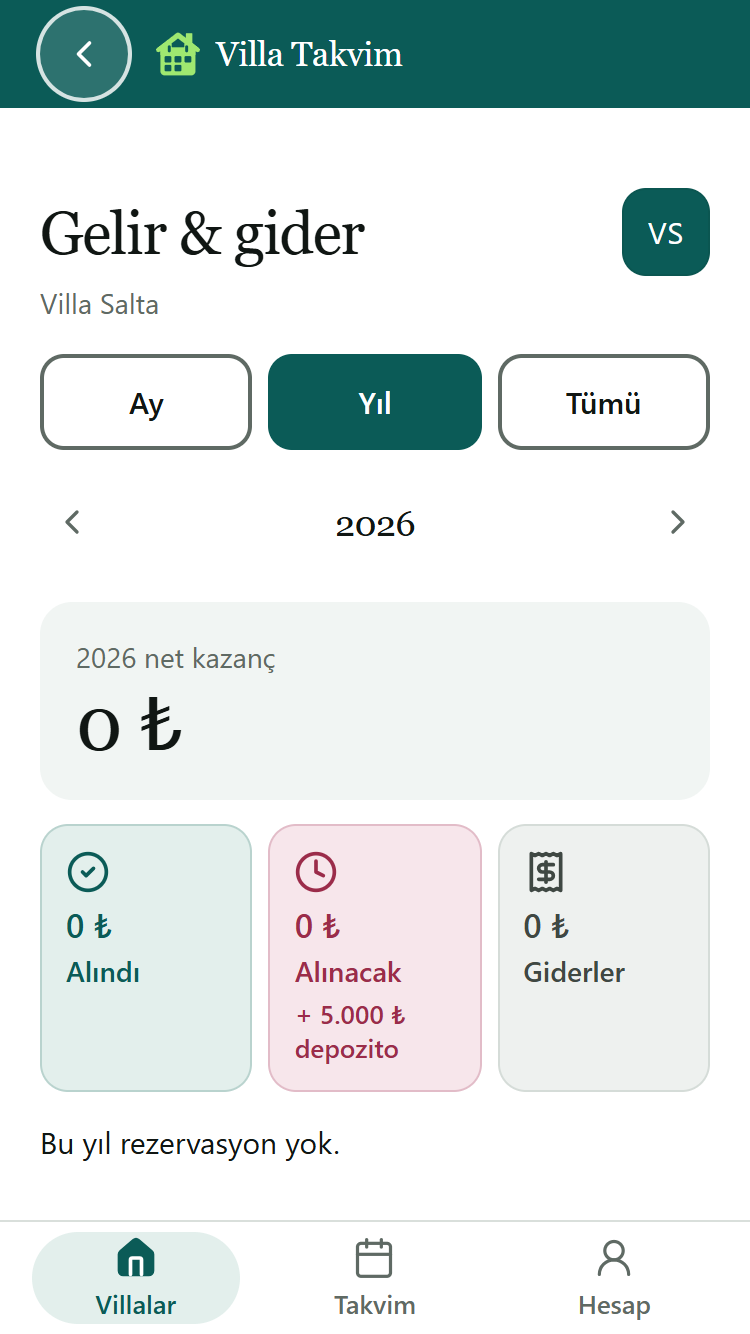 Villa Takvim
Gelir & gider
VS
Villa Salta
Ay
Yıl
Tümü
2026
2026 net kazanç
0 ₺
0 ₺
Alındı
0 ₺
Alınacak
+ 5.000 ₺
depozito
0 ₺
Giderler
Bu yıl rezervasyon yok.
Villalar
Takvim
Hesap